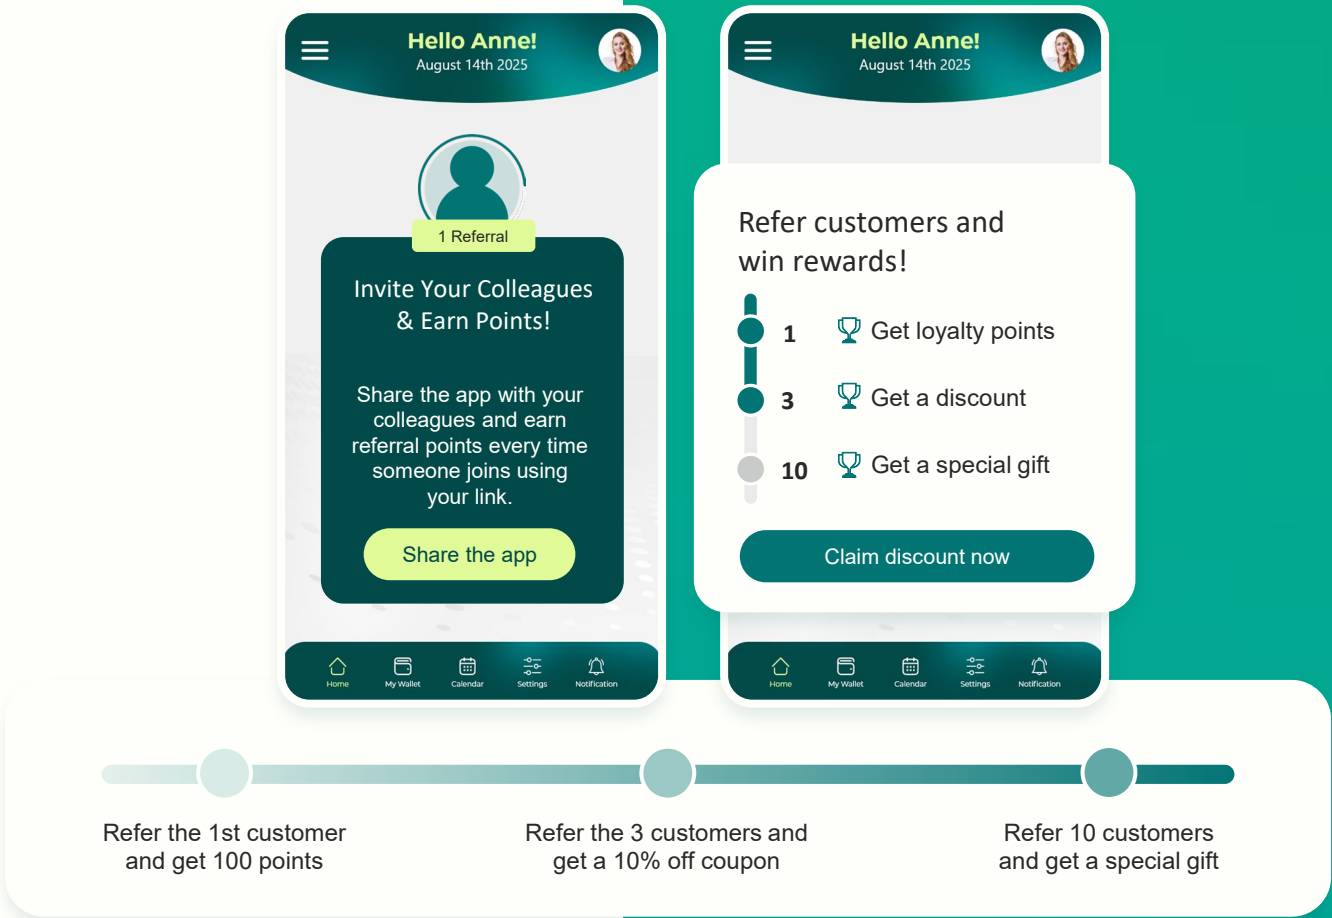 Hello Anne!
August 14th 2025
1 Referral
Invite Your Colleagues
& Earn Points!
Share the app with your
colleagues and earn
referral points every time
someone joins using
your link.
Share the app
Home
My Wallet
Calendar
Settings
Notification
Hello Anne!
August 14th 2025
Refer customers and
win rewards!
1 Get loyalty points
3 Get a discount
10 Get a special gift
Claim discount now
Home
My Wallet
Calendar
Settings
Notification
Refer the 1st customer
and get 100 points
Refer the 3 customers and
get a 10% off coupon
Refer 10 customers
and get a special gift